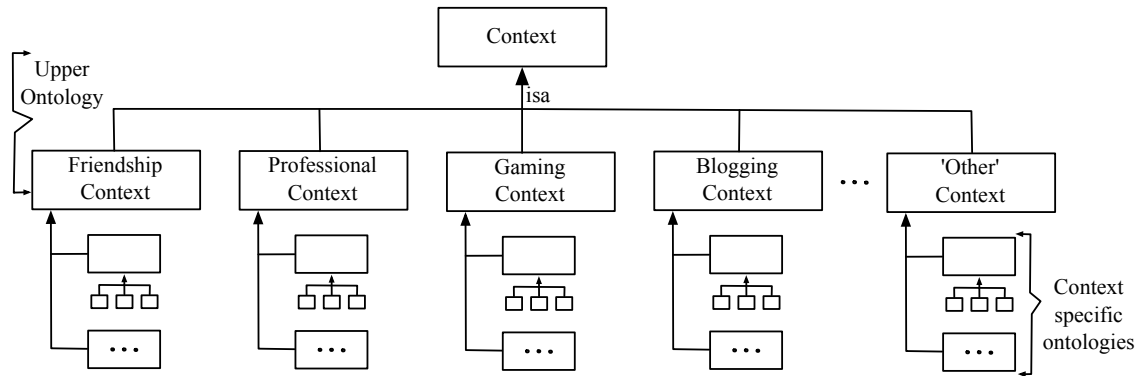 Context
Upper
Ontology
isa
Friendship
Context
Professional
Context
Gaming
Context
Blogging
Context
...
'Other'
Context
Context
specific
ontologies
...
...
...
...
...